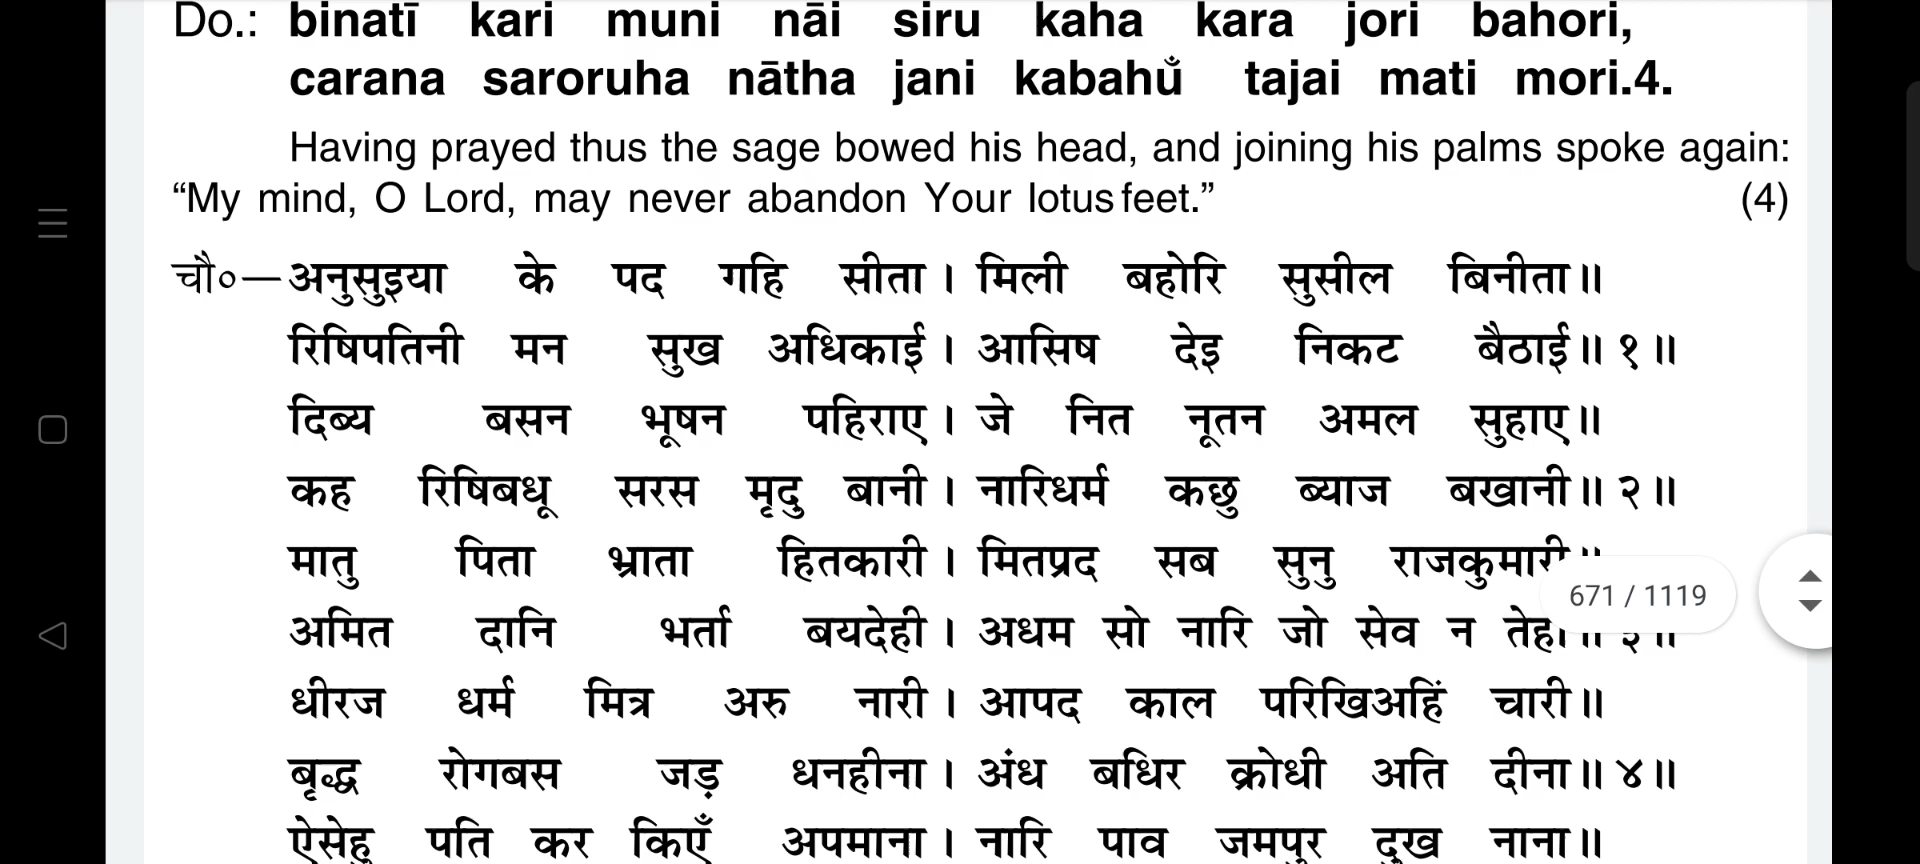 Do.: binatī kari muni nāi siru kaha kara jori bahori,
carana saroruha nātha jani kabahů̐ tajai mati mori.4.
Having prayed thus the sage bowed his head, and joining his palms spoke again:
“My mind, O Lord, may never abandon Your lotus feet.” (4)
चौ०—अनुसुइया के पद गहि सीता। मिली बहोरि सुसील बिनीता॥
रिषिपतिनी मन सुख अधिकाई। आसिष देइ निकट बैठाई॥ १॥
दिब्य बसन भूषन पहिराए। जे नित नूतन अमल सुहाए॥
कह रिषिबधू सरस मृदु बानी। नारिधर्म कछु ब्याज बखानी॥ २॥
मातु पिता भ्राता हितकारी। मितप्रद सब सुनु राजकुमारी॥
671 / 1119
अमित दानि भर्ता बयदेही। अधम सो नारि जो सेव न तेही॥ ३॥
धीरज धर्म मित्र अरु नारी। आपद काल परिखिअहिं चारी॥
बृद्ध रोगबस जड़ धनहीना। अंध बधिर क्रोधी अति दीना॥ ४॥
ऐसेहु पति कर किएँ अपमाना। नारि पाव जमपुर दुख नाना॥